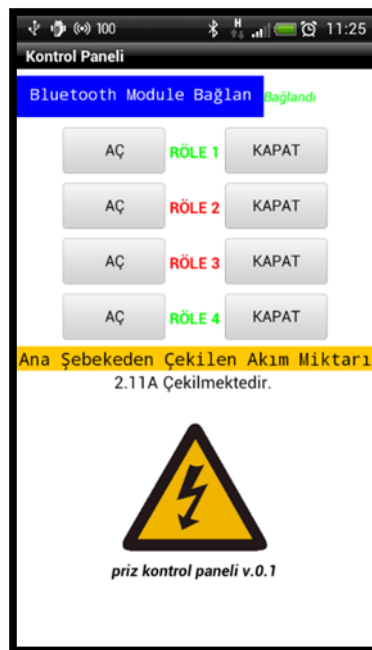 100 H 11:25
Kontrol Paneli
Bluetooth Module Bağlan Bağlandı
AÇ RÖLE 1 KAPAT
AÇ RÖLE 2 KAPAT
AÇ RÖLE 3 KAPAT
AÇ RÖLE 4 KAPAT
Ana Şebekeden Çekilen Akım Miktarı
2.11A Çekilmektedir.
priz kontrol paneli v.0.1